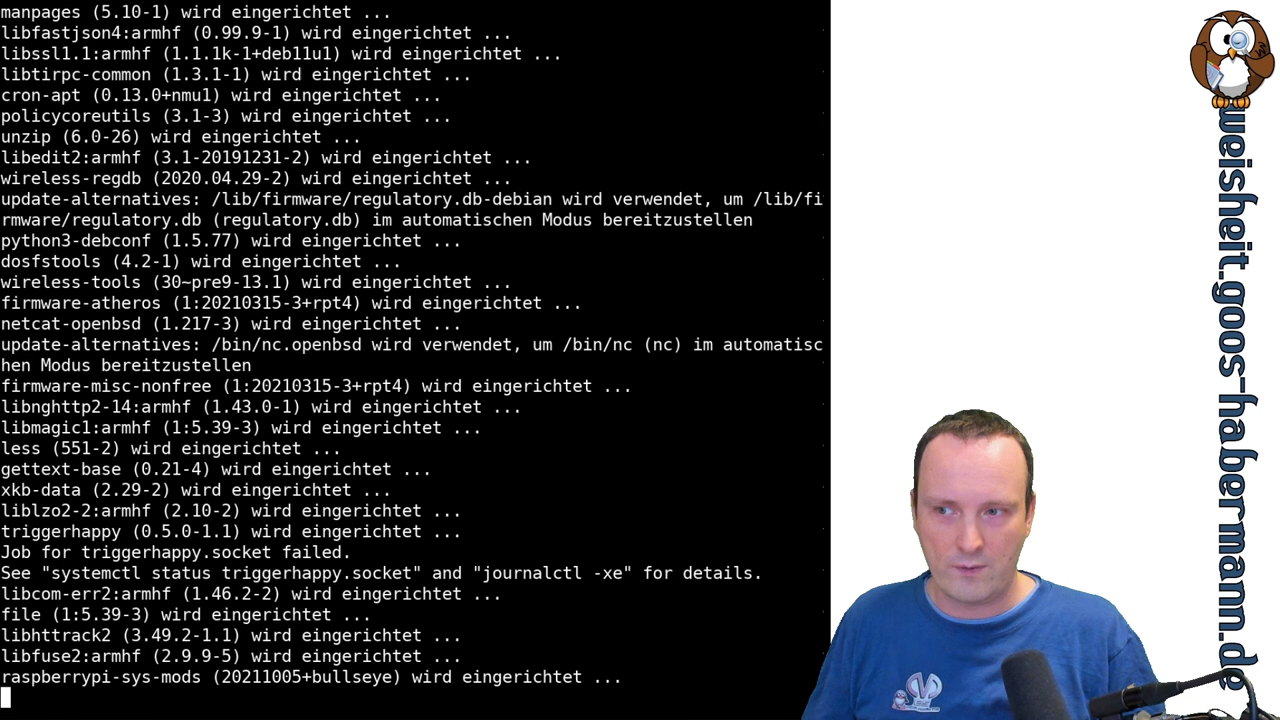 manpages (5.10-1) wird eingerichtet ...
libfastjson4:armhf (0.99.9-1) wird eingerichtet ...
libssl1.1:armhf (1.1.1k-1+deb11u1) wird eingerichtet ...
libtirpc-common (1.3.1-1) wird eingerichtet ...
cron-apt (0.13.0+nmu1) wird eingerichtet ...
policycoreutils (3.1-3) wird eingerichtet ...
unzip (6.0-26) wird eingerichtet ...
libedit2:armhf (3.1-20191231-2) wird eingerichtet ...
wireless-regdb (2020.04.29-2) wird eingerichtet ...
update-alternatives: /lib/firmware/regulatory.db-debian wird verwendet, um /lib/fi
rmware/regulatory.db (regulatory.db) im automatischen Modus bereitzustellen
python3-debconf (1.5.77) wird eingerichtet ...
dosfstools (4.2-1) wird eingerichtet ...
wireless-tools (30~pre9-13.1) wird eingerichtet ...
firmware-atheros (1:20210315-3+rpt4) wird eingerichtet ...
netcat-openbsd (1.217-3) wird eingerichtet ...
update-alternatives: /bin/nc.openbsd wird verwendet, um /bin/nc (nc) im automatisc
hen Modus bereitzustellen
firmware-misc-nonfree (1:20210315-3+rpt4) wird eingerichtet ...
libnghttp2-14:armhf (1.43.0-1) wird eingerichtet ...
libmagic1:armhf (1:5.39-3) wird eingerichtet ...
less (551-2) wird eingerichtet ...
gettext-base (0.21-4) wird eingerichtet ...
xkb-data (2.29-2) wird eingerichtet ...
liblzo2-2:armhf (2.10-2) wird eingerichtet ...
triggerhappy (0.5.0-1.1) wird eingerichtet ...
Job for triggerhappy.socket failed.
See "systemctl status triggerhappy.socket" and "journalctl -xe" for details.
libcom-err2:armhf (1.46.2-2) wird eingerichtet ...
file (1:5.39-3) wird eingerichtet ...
libhttrack2 (3.49.2-1.1) wird eingerichtet ...
libfuse2:armhf (2.9.9-5) wird eingerichtet ...
raspberrypi-sys-mods (20211005+bullseye) wird eingerichtet ...
weisheit.goos-habermann.de